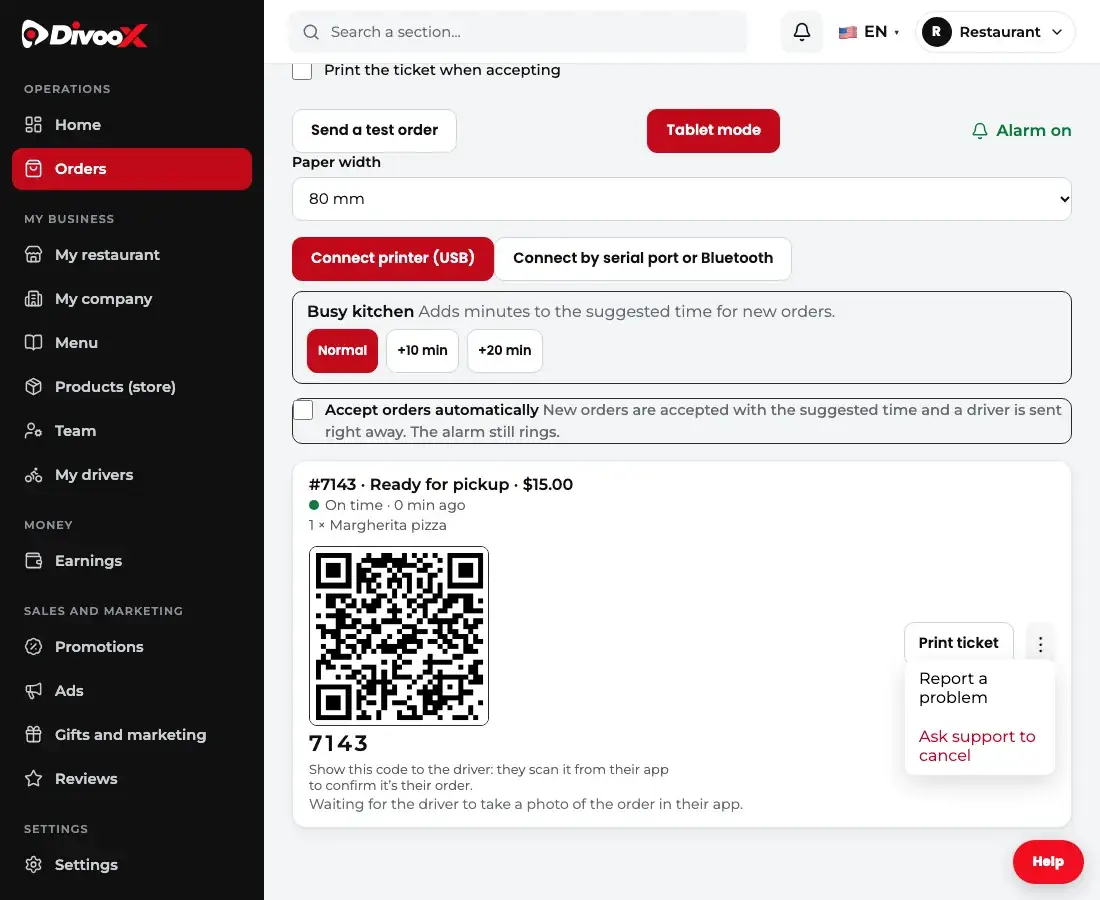 DivooX
Search a section...
EN
R
Restaurant
OPERATIONS
Home
Orders
MY BUSINESS
My restaurant
My company
Menu
Products (store)
Team
My drivers
MONEY
Earnings
SALES AND MARKETING
Promotions
Ads
Gifts and marketing
Reviews
SETTINGS
Settings
Print the ticket when accepting
Send a test order
Tablet mode
Alarm on
Paper width
80 mm
Connect printer (USB)
Connect by serial port or Bluetooth
Busy kitchen Adds minutes to the suggested time for new orders.
Normal
+10 min
+20 min
Accept orders automatically New orders are accepted with the suggested time and a driver is sent
right away. The alarm still rings.
#7143 · Ready for pickup · $15.00
On time · 0 min ago
1 × Margherita pizza
7143
Show this code to the driver: they scan it from their app
to confirm it's their order.
Waiting for the driver to take a photo of the order in their app.
Print ticket
Report a
problem
Ask support to
cancel
Help